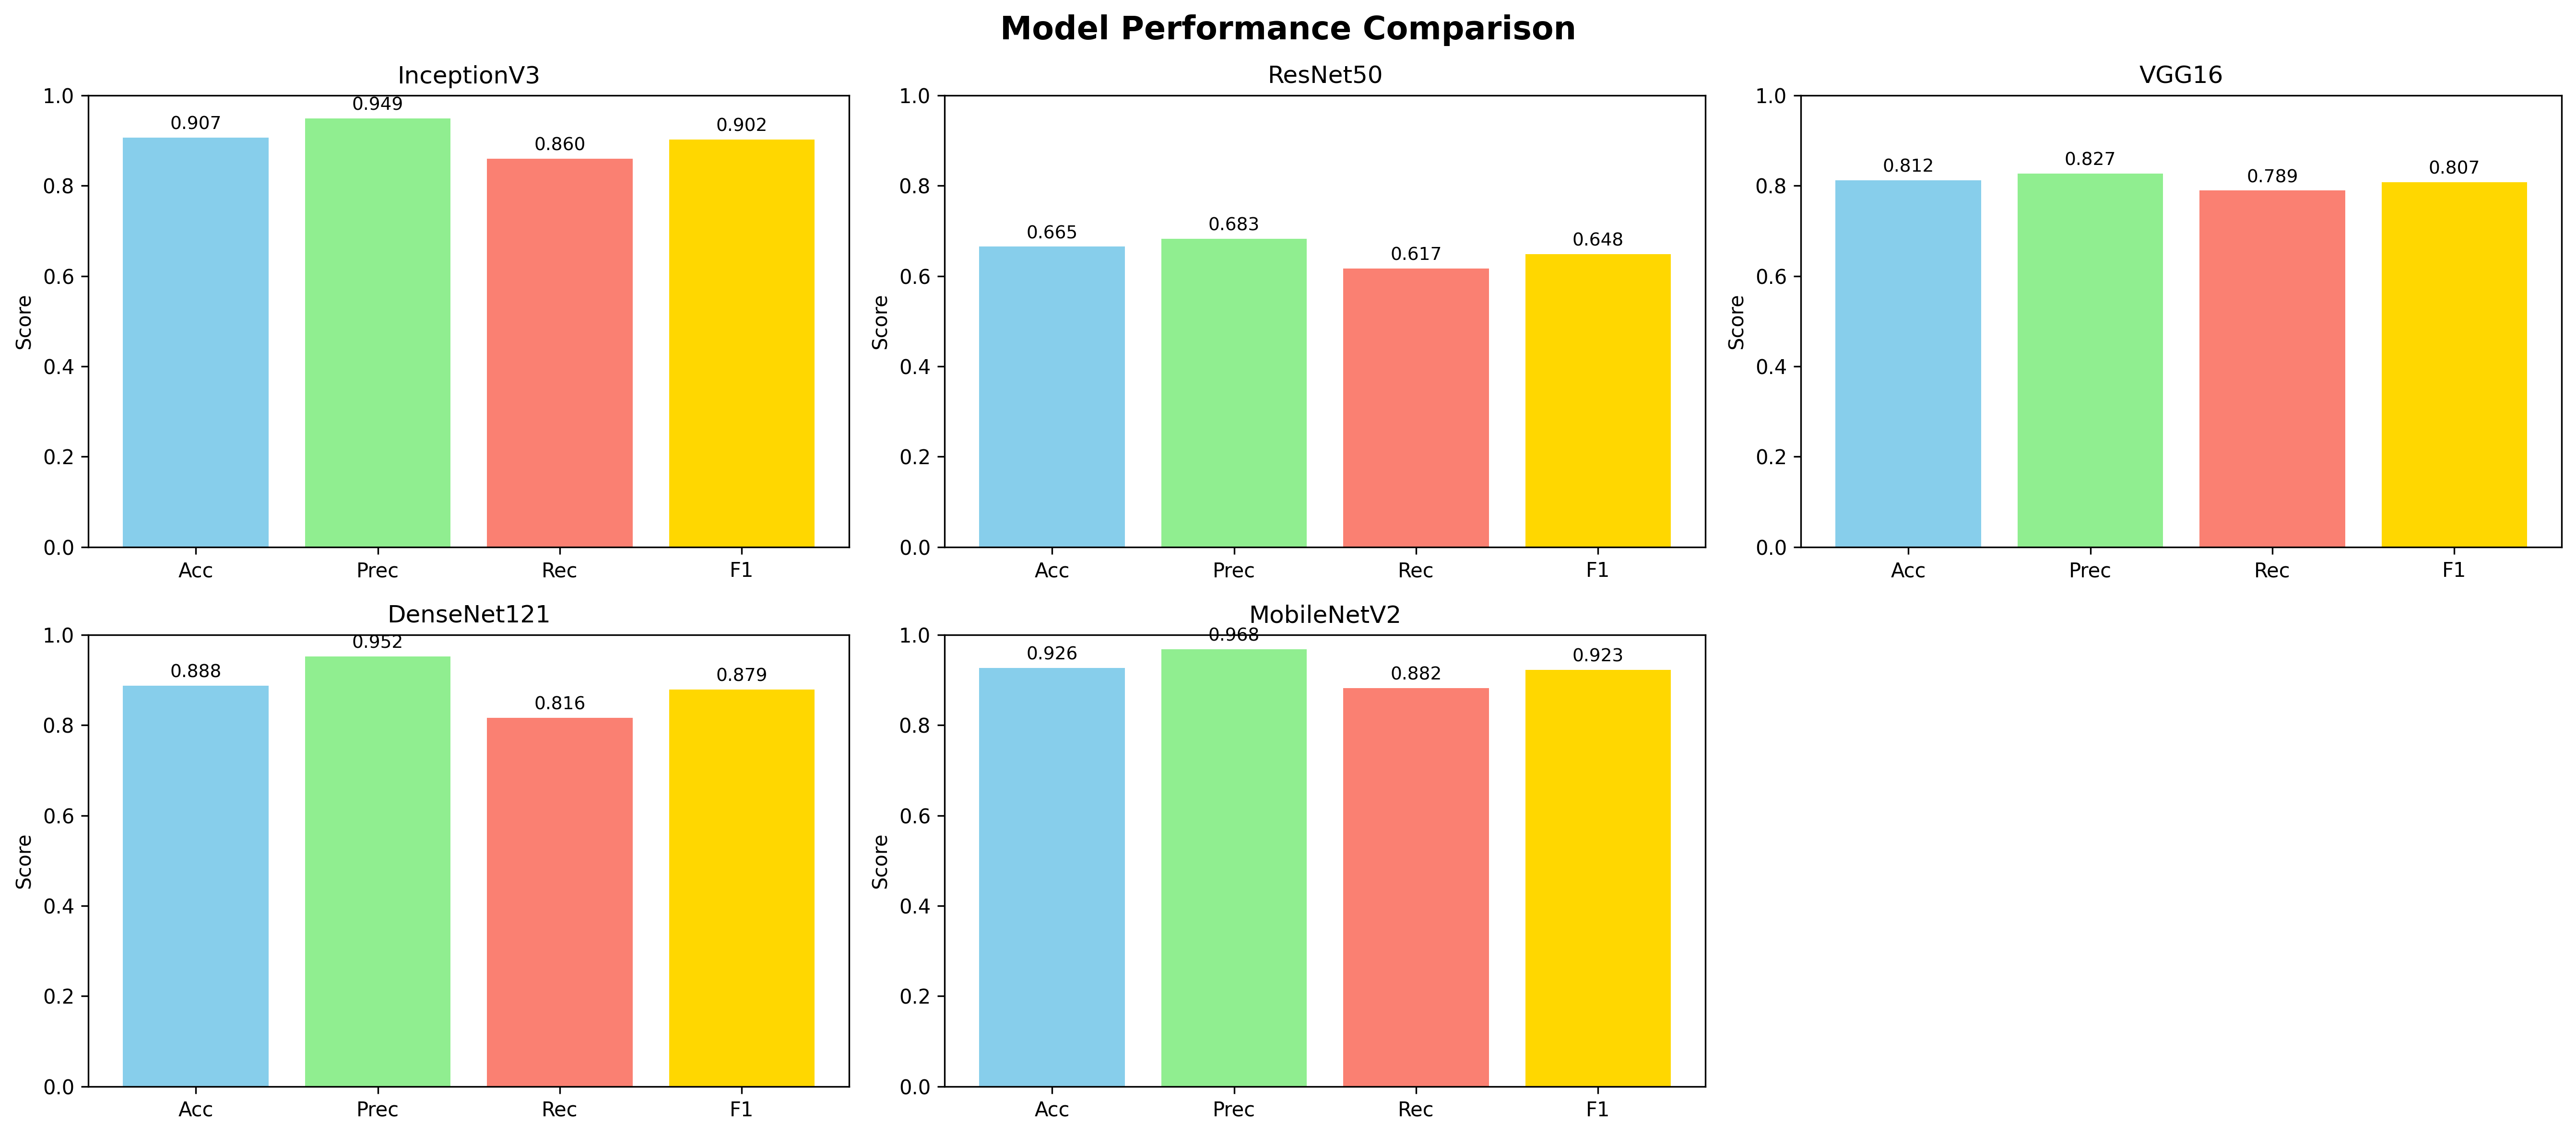 Model Performance Comparison
InceptionV3
1.0
0.8
0.6
0.4
0.2
0.0
Score
0.907
0.949
0.860
0.902
Acc
Prec
Rec
F1
ResNet50
1.0
0.8
0.6
0.4
0.2
0.0
Score
0.665
0.683
0.617
0.648
Acc
Prec
Rec
F1
VGG16
1.0
0.8
0.6
0.4
0.2
0.0
Score
0.812
0.827
0.789
0.807
Acc
Prec
Rec
F1
DenseNet121
1.0
0.8
0.6
0.4
0.2
0.0
Score
0.888
0.952
0.816
0.879
Acc
Prec
Rec
F1
MobileNetV2
1.0
0.8
0.6
0.4
0.2
0.0
Score
0.926
0.968
0.882
0.923
Acc
Prec
Rec
F1